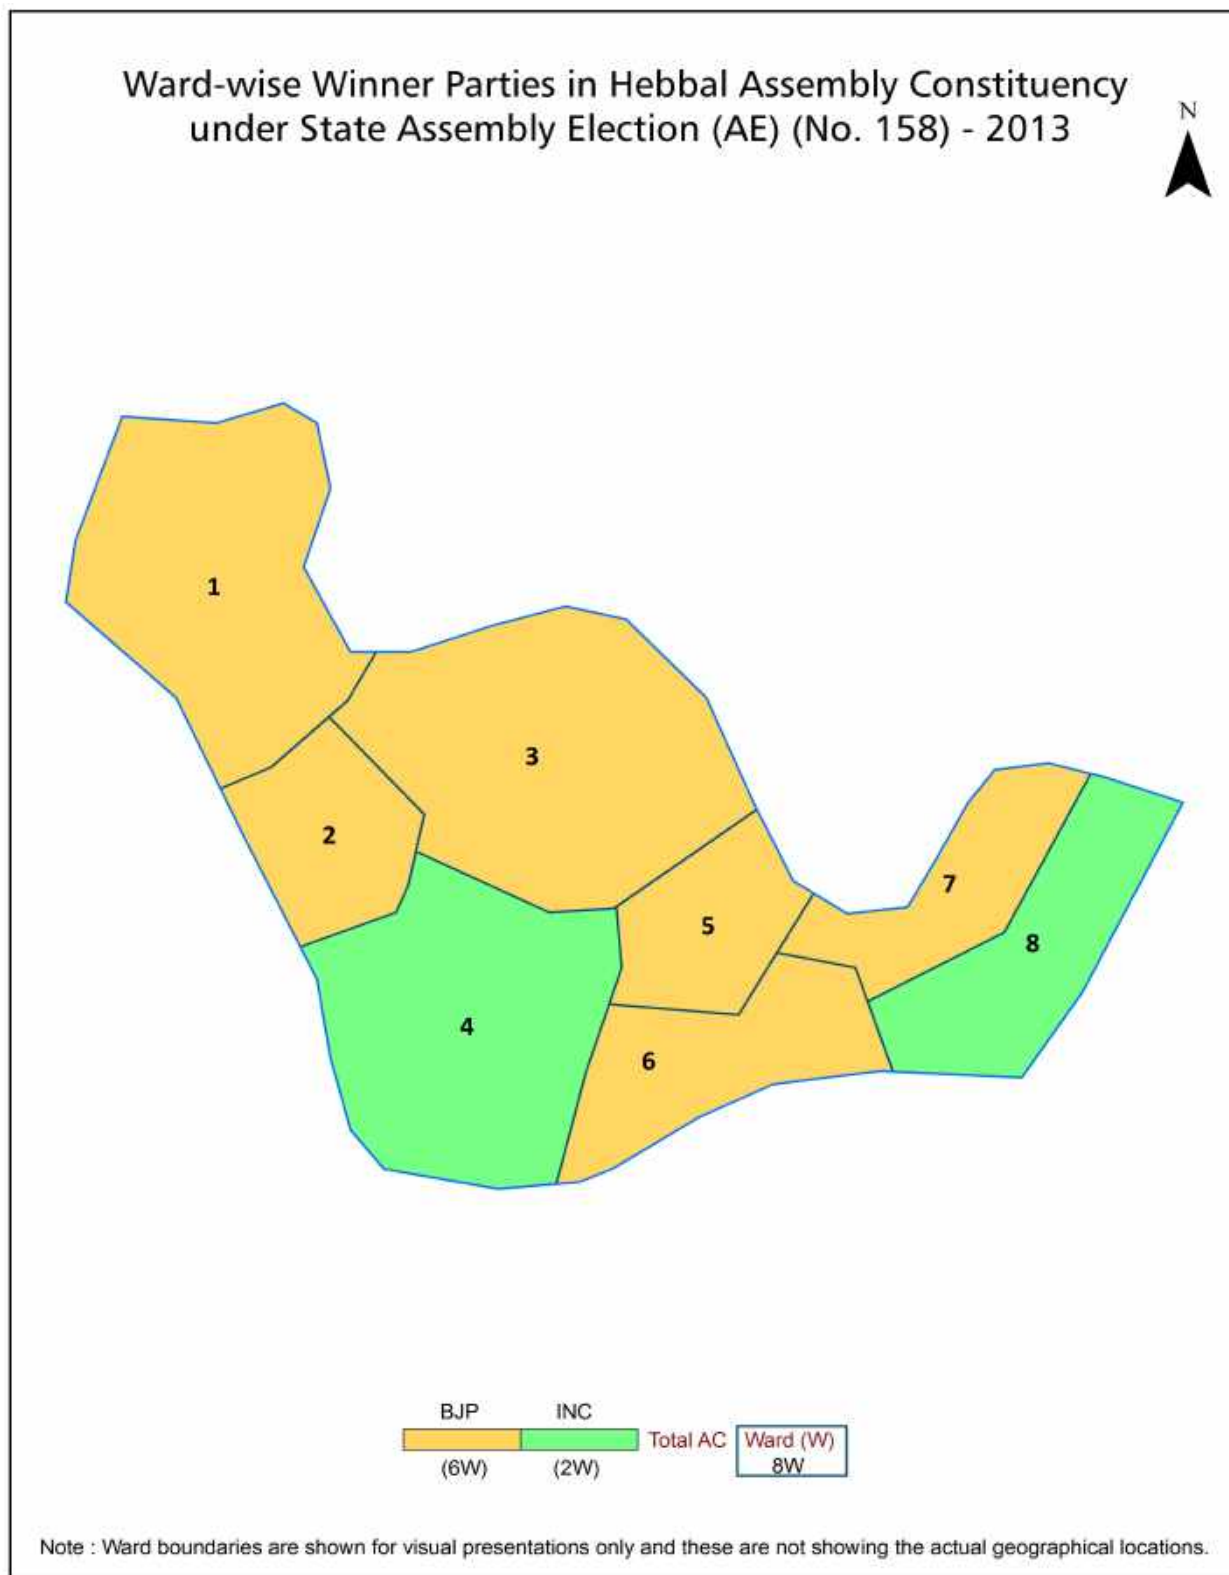 Ward-wise Winner Parties in Hebbal Assembly Constituency
under State Assembly Election (AE) (No. 158) - 2013
N
1
3
2
7
5
8
4
6
BJP INC
Total AC Ward (W)
(6W) (2W) 8W
Note : Ward boundaries are shown for visual presentations only and these are not showing the actual geographical locations.